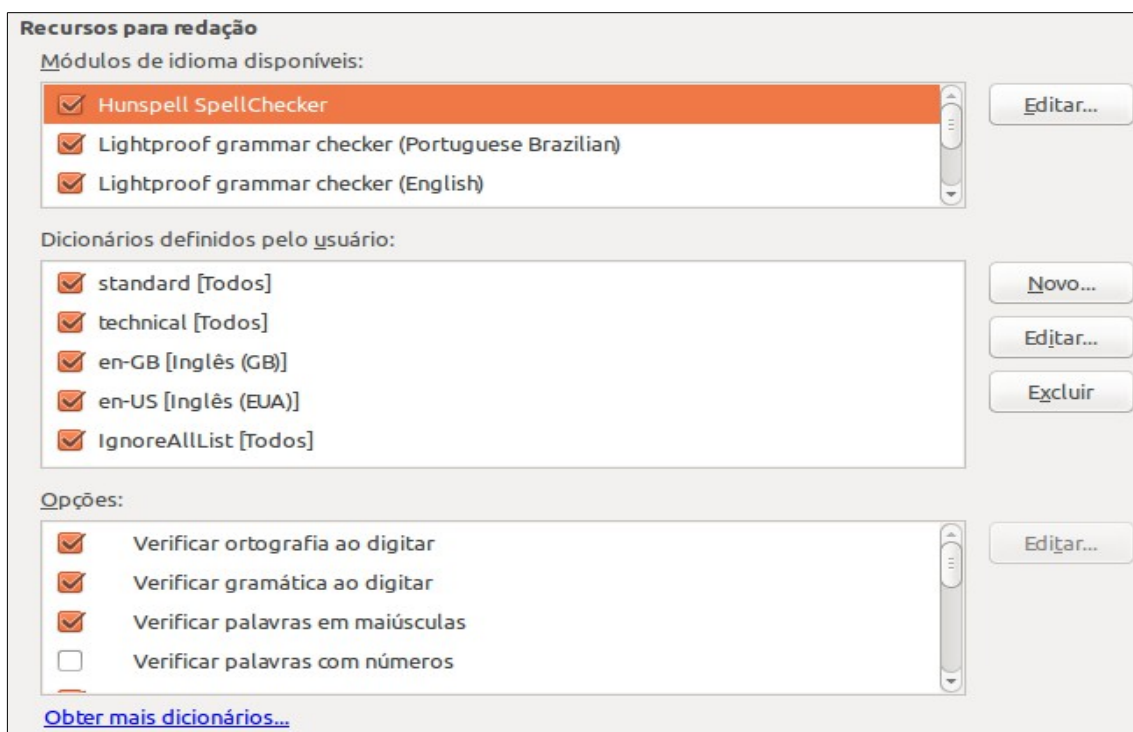 Recursos para redação
Módulos de idioma disponíveis:
Hunspell SpellChecker
Editar...
Lightproof grammar checker (Portuguese Brazilian)
Lightproof grammar checker (English)
Dicionários definidos pelo usuário:
standard [Todos]
Novo...
technical [Todos]
Editar...
en-GB [Inglês (GB)]
en-US [Inglês (EUA)]
Excluir
IgnoreAllList [Todos]
Opções:
Verificar ortografia ao digitar
Editar...
Verificar gramática ao digitar
Verificar palavras em maiúsculas
Verificar palavras com números
Obter mais dicionários...